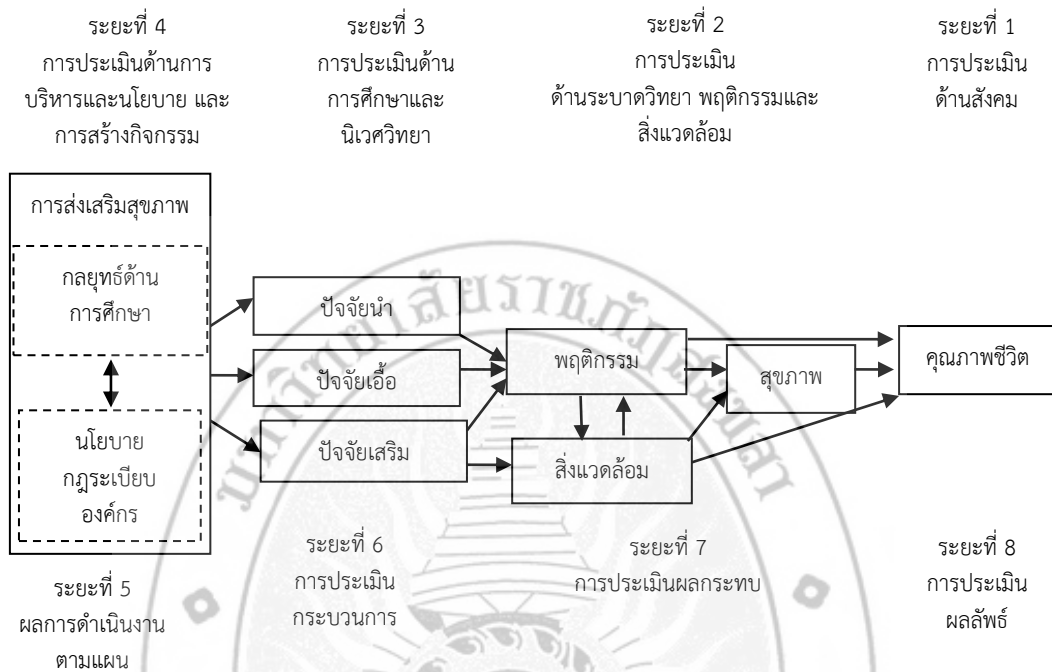 ระยะที่ 4
การประเมินด้านการ
บริหารและนโยบาย และ
การสร้างกิจกรรม
ระยะที่ 3
การประเมินด้าน
การศึกษาและ
นิเวศวิทยา
ระยะที่ 2
การประเมิน
ด้านระบาดวิทยา พฤติกรรมและ
สิ่งแวดล้อม
ระยะที่ 1
การประเมิน
ด้านสังคม
การส่งเสริมสุขภาพ
กลยุทธ์ด้าน
การศึกษา
นโยบาย
กฎระเบียบ
องค์กร
ปัจจัยนำ
ปัจจัยเอื้อ
ปัจจัยเสริม
พฤติกรรม
สิ่งแวดล้อม
สุขภาพ
คุณภาพชีวิต
ระยะที่ 5
ผลการดำเนินงาน
ตามแผน
ระยะที่ 6
การประเมิน
กระบวนการ
ระยะที่ 7
การประเมินผลกระทบ
ระยะที่ 8
การประเมิน
ผลลัพธ์